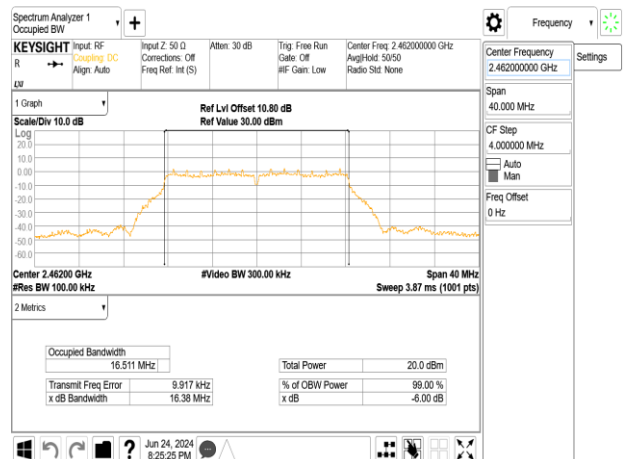 Spectrum Analyzer 1
Occupied BW
Frequency
KEYSIGHT
R
LXI
Input: RF
Coupling: DC
Align: Auto
Input Z: 50 Ω
Corrections: Off
Freq Ref: Int (S)
Atten: 30 dB
Trig: Free Run
Gate: Off
#IF Gain: Low
Center Freq: 2.462000000 GHz
Avg|Hold: 50/50
Radio Std: None
Center Frequency
2.462000000 GHz
Settings
Span
40.000 MHz
CF Step
4.000000 MHz
Auto
Man
Freq Offset
0 Hz
1 Graph
Scale/Div 10.0 dB
Ref Lvl Offset 10.80 dB
Ref Value 30.00 dBm
Log
20.0
10.0
0.00
-10.0
-20.0
-30.0
-40.0
-50.0
-60.0
Center 2.46200 GHz
#Video BW 300.00 kHz
Span 40 MHz
#Res BW 100.00 kHz
Sweep 3.87 ms (1001 pts)
2 Metrics
Occupied Bandwidth
16.511 MHz
Total Power 20.0 dBm
Transmit Freq Error 9.917 kHz
% of OBW Power 99.00 %
x dB Bandwidth 16.38 MHz
x dB -6.00 dB
?
Jun 24, 2024
8:25:25 PM